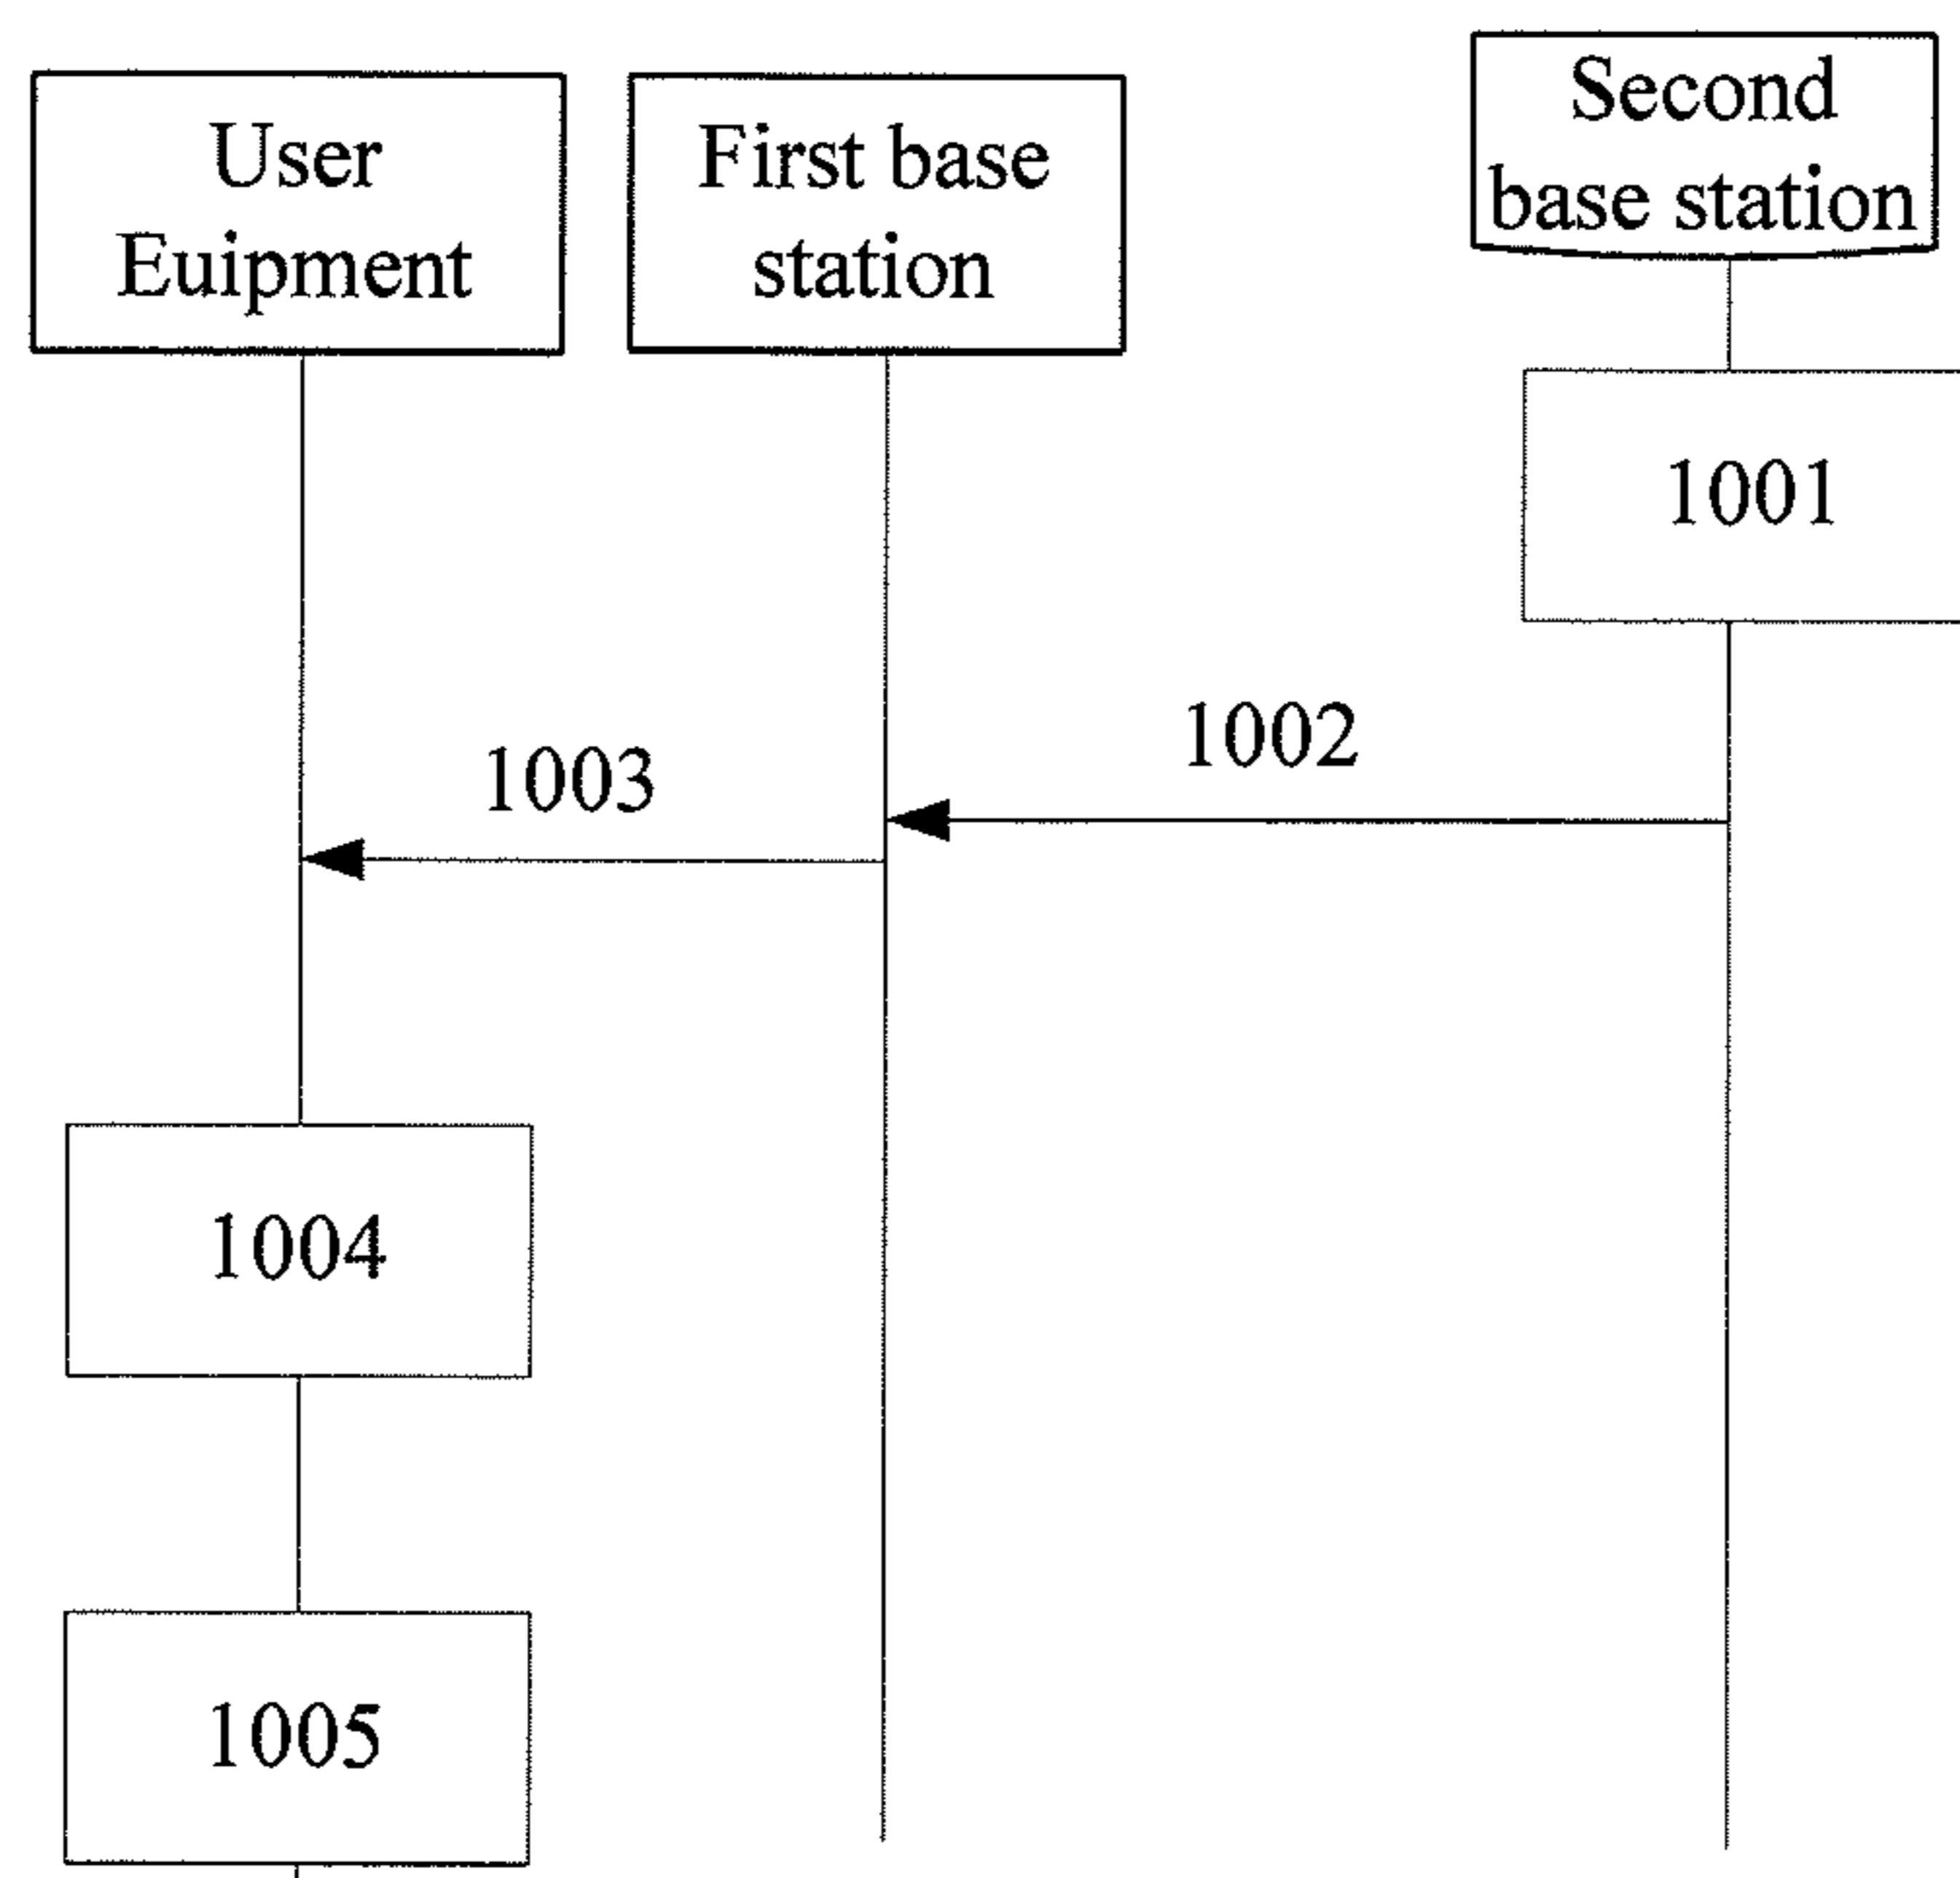 User
Euipment
First base
station
Second
base station
1001
1002
1003
1004
1005